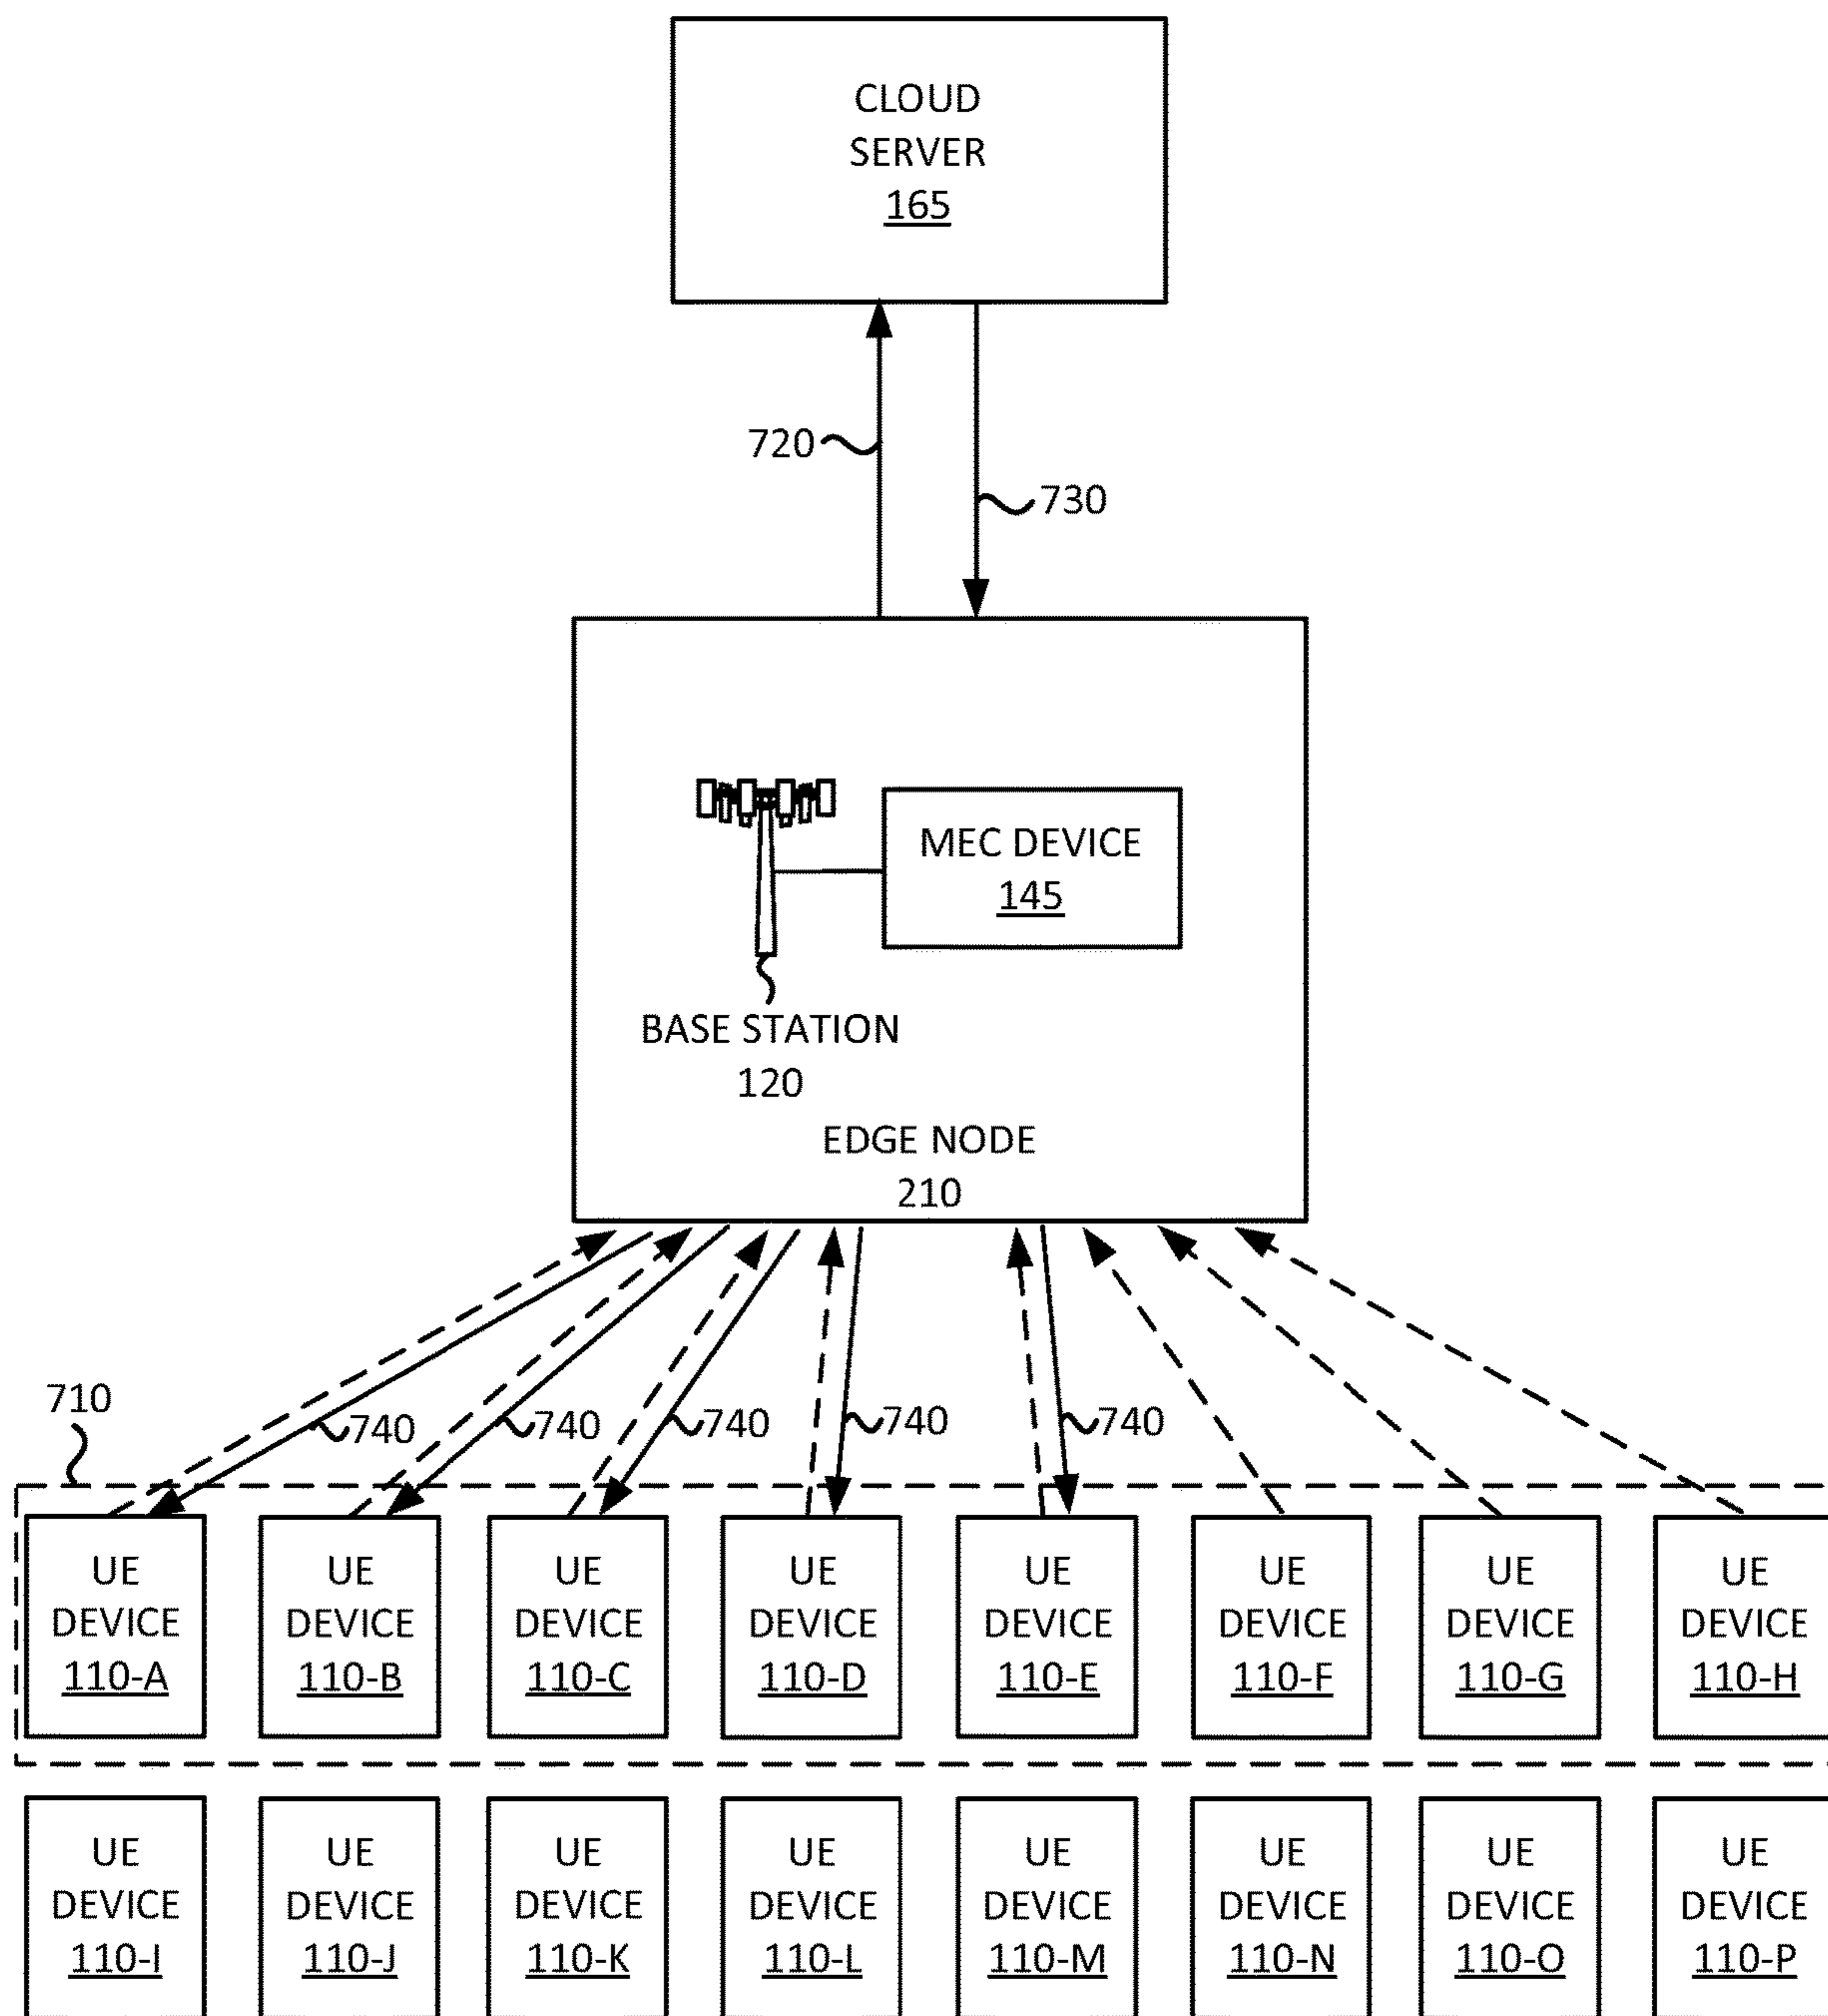 CLOUD
SERVER
165
720
730
MEC DEVICE
145
BASE STATION
120
EDGE NODE
210
710
740
740
740
740
740
UE
DEVICE
110-A
UE
DEVICE
110-B
UE
DEVICE
110-C
UE
DEVICE
110-D
UE
DEVICE
110-E
UE
DEVICE
110-F
UE
DEVICE
110-G
UE
DEVICE
110-H
UE
DEVICE
110-I
UE
DEVICE
110-J
UE
DEVICE
110-K
UE
DEVICE
110-L
UE
DEVICE
110-M
UE
DEVICE
110-N
UE
DEVICE
110-O
UE
DEVICE
110-P